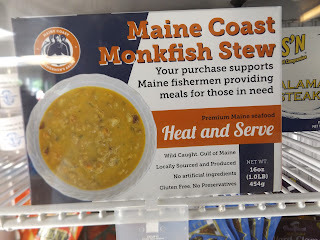 Maine Coast
Monkfish Stew
Your purchase supports
Maine fishermen providing
meals for those in need
Premium Maine seafood
Heat and Serve
Wild Caught, Gulf of Maine
Locally Sourced and Produced
No artificial ingredients
Gluten Free, No Preservatives
NET WT
16oz
(1.0LB)
454g
S'N
ALAMA
STEAK